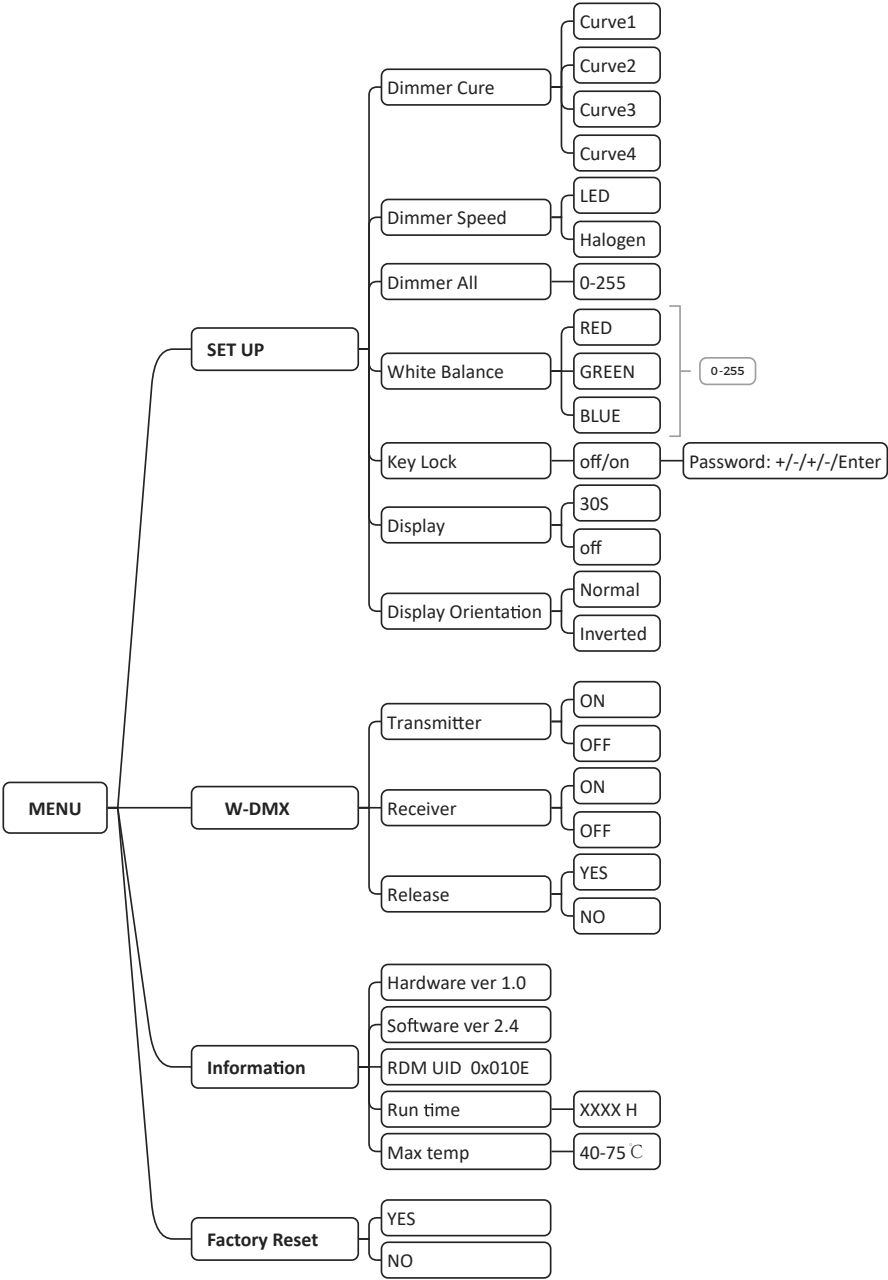 MENU
SET UP
Dimmer Cure
Curve1
Curve2
Curve3
Curve4
Dimmer Speed
LED
Halogen
Dimmer All
0-255
White Balance
RED
GREEN
BLUE
0-255
Key Lock
off/on
Password: +/-/+/-/Enter
Display
30S
off
Display Orientation
Normal
Inverted
W-DMX
Transmitter
ON
OFF
Receiver
ON
OFF
Release
YES
NO
Information
Hardware ver 1.0
Software ver 2.4
RDM UID 0x010E
Run time
XXXX H
Max temp
40-75℃
Factory Reset
YES
NO